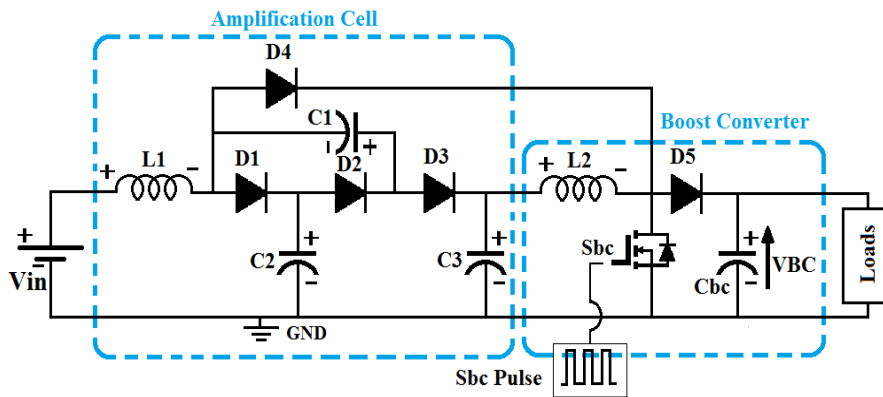 Amplification Cell
D4
C1
Boost Converter
L1
D1
D2
D3
L2
D5
+
-
+
-
-
+
+
-
Vin
C2
+
-
C3
+
-
Sbc
Cbc
+
-
VBC
Loads
GND
Sbc Pulse